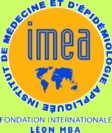 INSTITUT DE MÉDECINE ET D'ÉPIDÉMIOLOGIE APPLIQUÉE
imea
FONDATION INTERNATIONALE
LÉON MBA